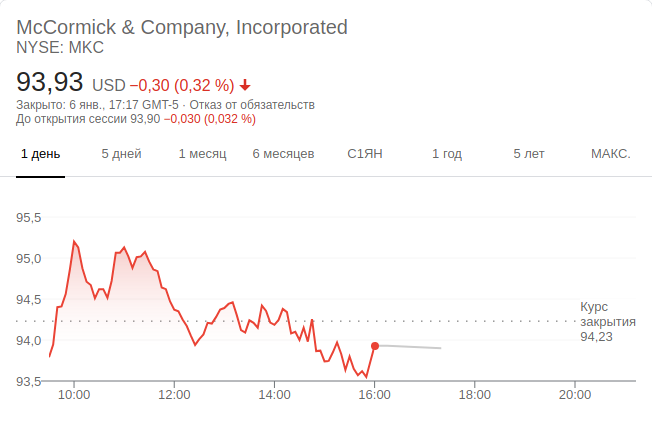 McCormick & Company, Incorporated
NYSE: MKC
93,93 USD −0,30 (0,32 %)
Закрыто: 6 янв., 17:17 GMT-5 · Отказ от обязательств
До открытия сессии 93,90 −0,030 (0,032 %)
1 день 5 дней 1 месяц 6 месяцев С1ЯН 1 год 5 лет МАКС.
95,5
95,0
94,5
Курс
закрытия
94,23
94,0
93,5
10:00 12:00 14:00 16:00 18:00 20:00